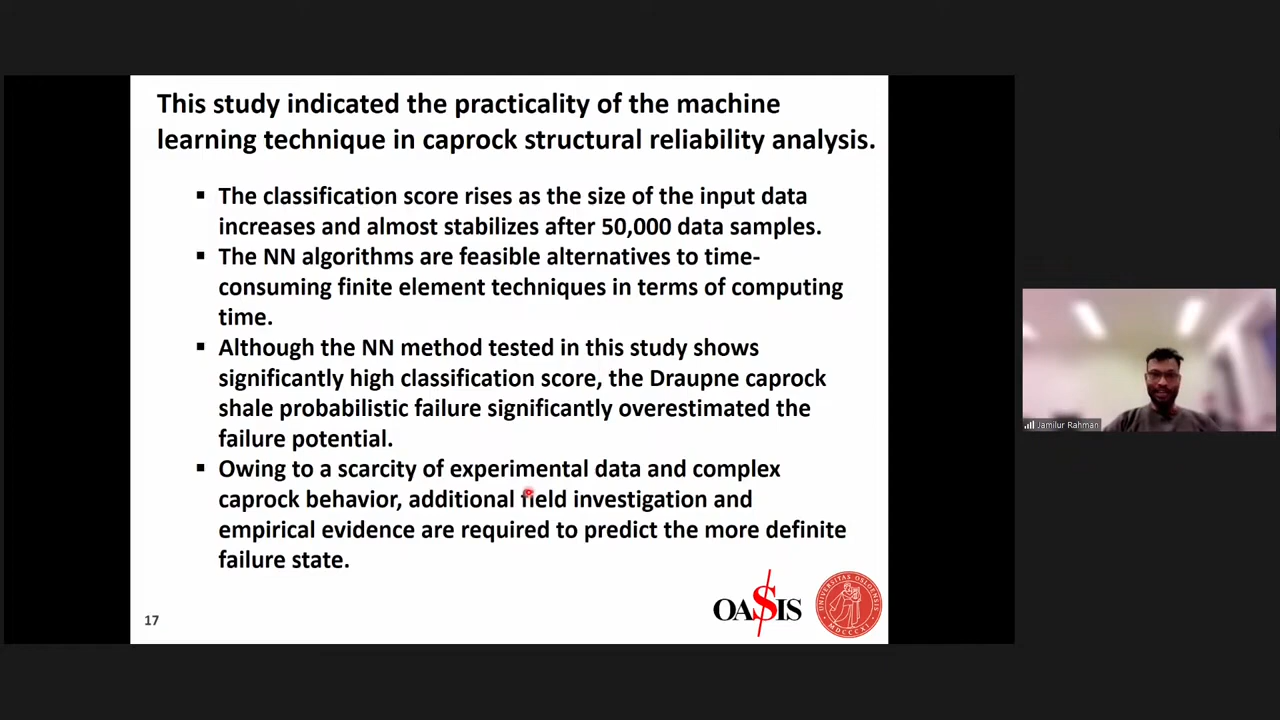 This study indicated the practicality of the machine
learning technique in caprock structural reliability analysis.
▪ The classification score rises as the size of the input data
increases and almost stabilizes after 50,000 data samples.
▪ The NN algorithms are feasible alternatives to time-
consuming finite element techniques in terms of computing
time.
▪ Although the NN method tested in this study shows
significantly high classification score, the Draupne caprock
shale probabilistic failure significantly overestimated the
failure potential.
▪ Owing to a scarcity of experimental data and complex
caprock behavior, additional field investigation and
empirical evidence are required to predict the more definite
failure state.
17
OASIS
UNIVERSITAS OSLOENSIS
MDCCCXI
Jamilur Rahman